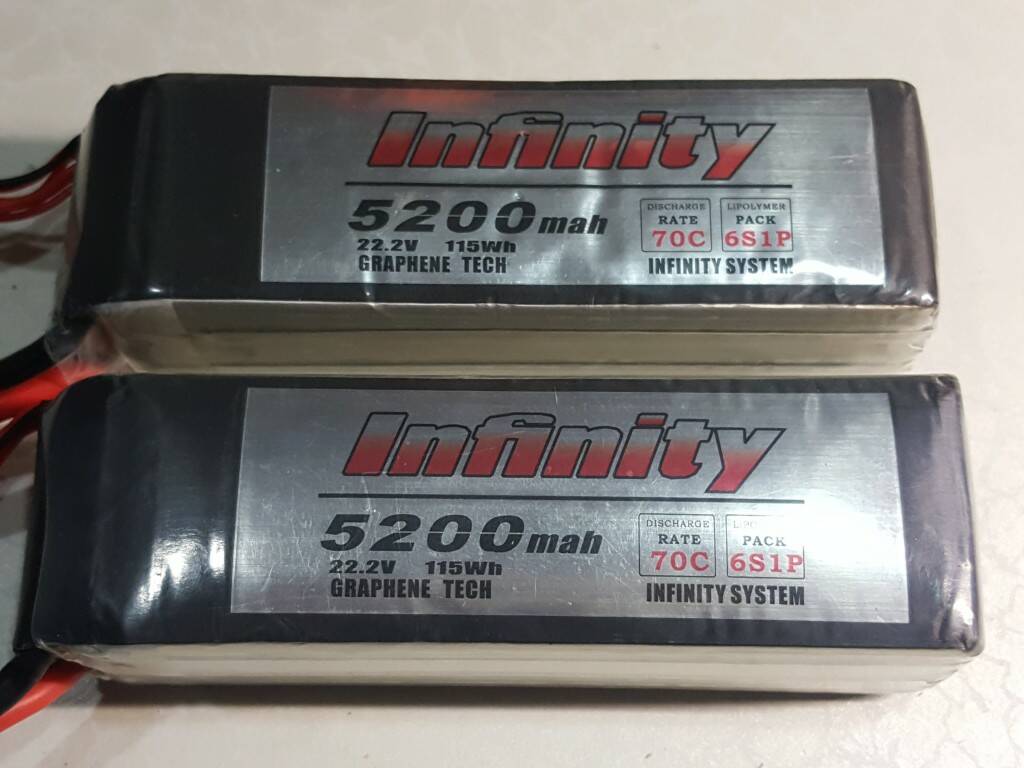 Infinity
5200mah
22.2V 115Wh
GRAPHENE TECH
DISCHARGE
RATE
70C
LIPOLYMER
PACK
6S1P
INFINITY SYSTEM
Infinity
5200mah
22.2V 115Wh
GRAPHENE TECH
DISCHARGE
RATE
70C
PACK
6S1P
INFINITY SYSTEM